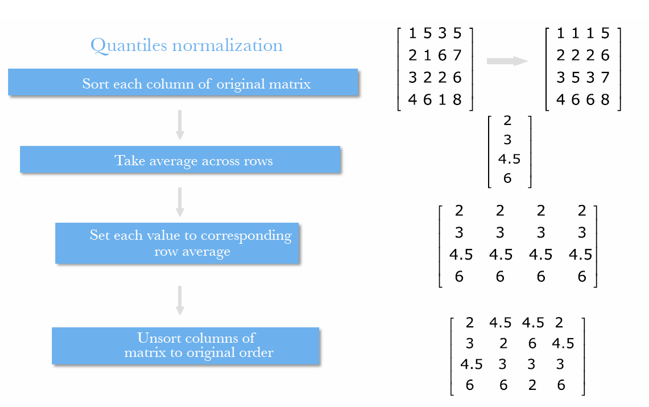 Quantiles normalization
Sort each column of original matrix
Take average across rows
Set each value to corresponding
row average
Unsort columns of
matrix to original order
1 5 3 5
2 1 6 7
3 2 2 6
4 6 1 8
1 1 1 5
2 2 2 6
3 5 3 7
4 6 6 8
2
3
4.5
6
2 2 2 2
3 3 3 3
4.5 4.5 4.5 4.5
6 6 6 6
2 4.5 4.5 2
3 2 6 4.5
4.5 3 3 3
6 6 2 6